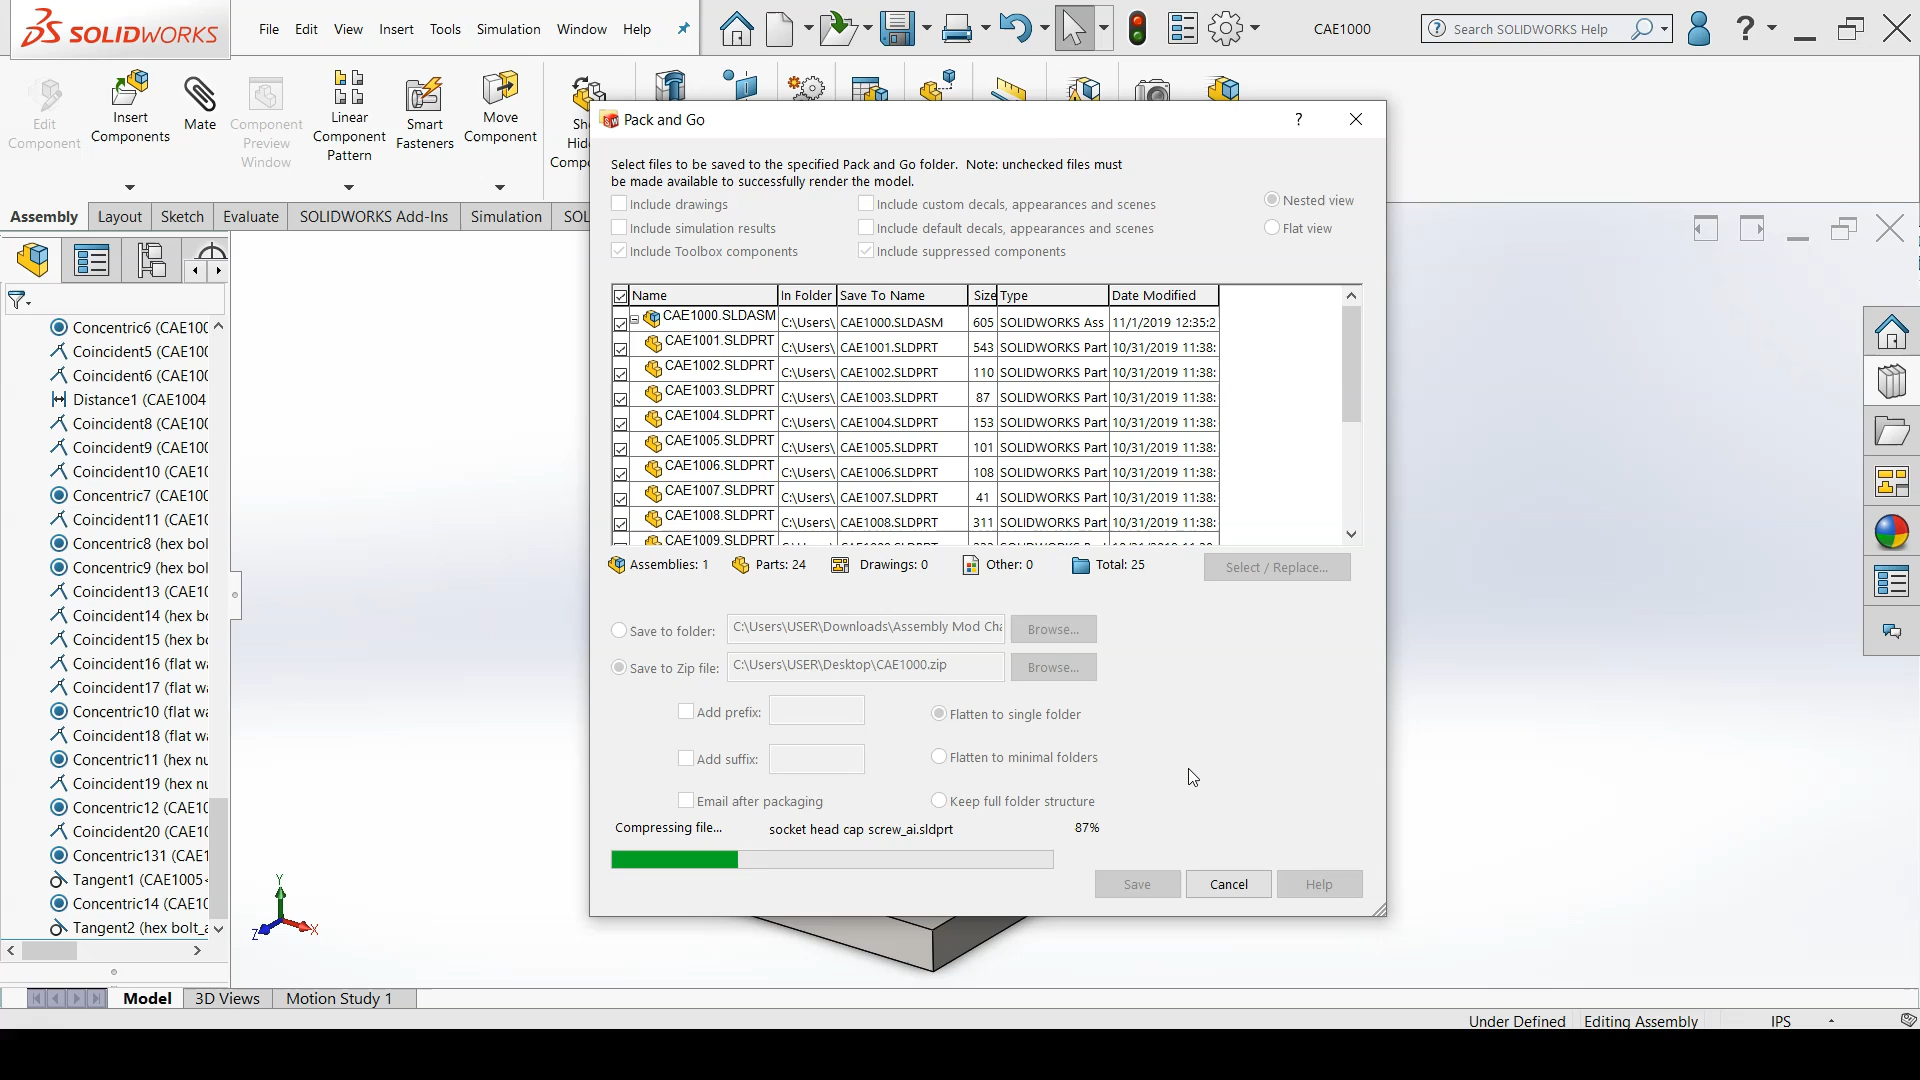 SOLIDWORKS File Edit View Insert Tools Simulation Window Help CAE1000 Search SOLIDWORKS Help
Edit Component
Insert Components
Mate
Component Preview Window
Linear Component Pattern
Smart Fasteners
Move Component
Assembly Layout Sketch Evaluate SOLIDWORKS Add-Ins Simulation SOL
Concentric6 (CAE100
Coincident5 (CAE100
Coincident6 (CAE100
Distance1 (CAE1004
Coincident8 (CAE100
Coincident9 (CAE100
Coincident10 (CAE10
Concentric7 (CAE100
Coincident11 (CAE10
Concentric8 (hex bol
Concentric9 (hex bol
Coincident13 (CAE10
Coincident14 (hex bo
Coincident15 (hex bo
Coincident16 (flat wa
Coincident17 (flat wa
Concentric10 (flat wa
Coincident18 (flat wa
Concentric11 (hex nu
Coincident19 (hex nu
Concentric12 (CAE10
Coincident20 (CAE10
Concentric131 (CAE1
Tangent1 (CAE1005<
Concentric14 (CAE10
Tangent2 (hex bolt_a
Pack and Go
Select files to be saved to the specified Pack and Go folder. Note: unchecked files must
be made available to successfully render the model.
Include drawings Include custom decals, appearances and scenes Nested view
Include simulation results Include default decals, appearances and scenes Flat view
Include Toolbox components Include suppressed components
Name In Folder Save To Name Size Type Date Modified
CAE1000.SLDASM C:\Users\ CAE1000.SLDASM 605 SOLIDWORKS Ass 11/1/2019 12:35:2
CAE1001.SLDPRT C:\Users\ CAE1001.SLDPRT 543 SOLIDWORKS Part 10/31/2019 11:38:
CAE1002.SLDPRT C:\Users\ CAE1002.SLDPRT 110 SOLIDWORKS Part 10/31/2019 11:38:
CAE1003.SLDPRT C:\Users\ CAE1003.SLDPRT 87 SOLIDWORKS Part 10/31/2019 11:38:
CAE1004.SLDPRT C:\Users\ CAE1004.SLDPRT 153 SOLIDWORKS Part 10/31/2019 11:38:
CAE1005.SLDPRT C:\Users\ CAE1005.SLDPRT 101 SOLIDWORKS Part 10/31/2019 11:38:
CAE1006.SLDPRT C:\Users\ CAE1006.SLDPRT 108 SOLIDWORKS Part 10/31/2019 11:38:
CAE1007.SLDPRT C:\Users\ CAE1007.SLDPRT 41 SOLIDWORKS Part 10/31/2019 11:38:
CAE1008.SLDPRT C:\Users\ CAE1008.SLDPRT 311 SOLIDWORKS Part 10/31/2019 11:38:
CAE1009.SLDPRT
Assemblies: 1 Parts: 24 Drawings: 0 Other: 0 Total: 25 Select / Replace...
Save to folder: C:\Users\USER\Downloads\Assembly Mod Cha Browse...
Save to Zip file: C:\Users\USER\Desktop\CAE1000.zip Browse...
Add prefix: Flatten to single folder
Add suffix: Flatten to minimal folders
Email after packaging Keep full folder structure
Compressing file... socket head cap screw_ai.sldprt 87%
Save Cancel Help
Y
X
Z
Model 3D Views Motion Study 1
Under Defined Editing Assembly IPS